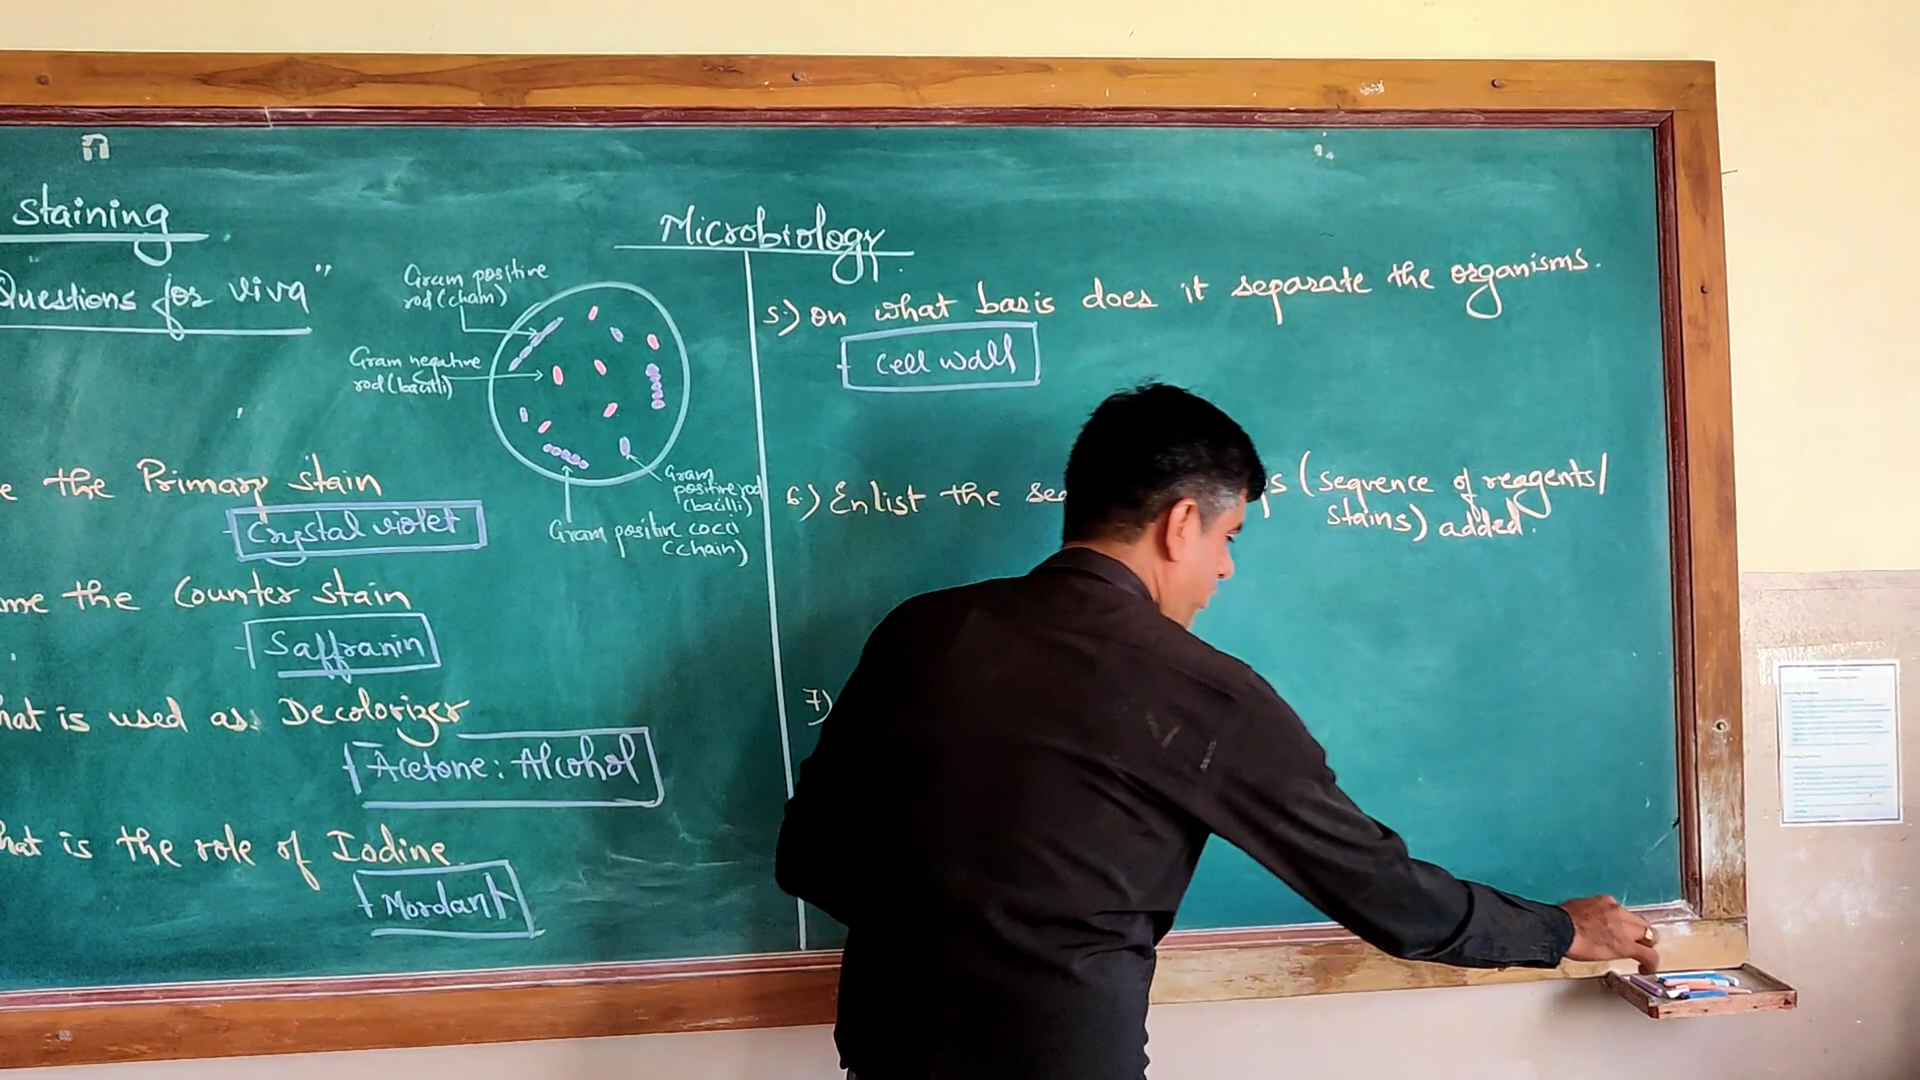 Staining
Questions for viva"
e the Primary stain
Crystal violet
me the Counter stain
Saffranin
hat is used as Decolorizer
Acetone: Alcohol
hat is the role of Iodine
Mordant
Microbiology
Gram positive
rod (chain)
Gram negative
rod (bacilli)
Gram
positive rod
(bacilli)
Gram positive cocci
(chain)
5.) On what basis does it separate the organisms.
Cell wall
6.) Enlist the (sequence of reagents/
stains) added.
7)